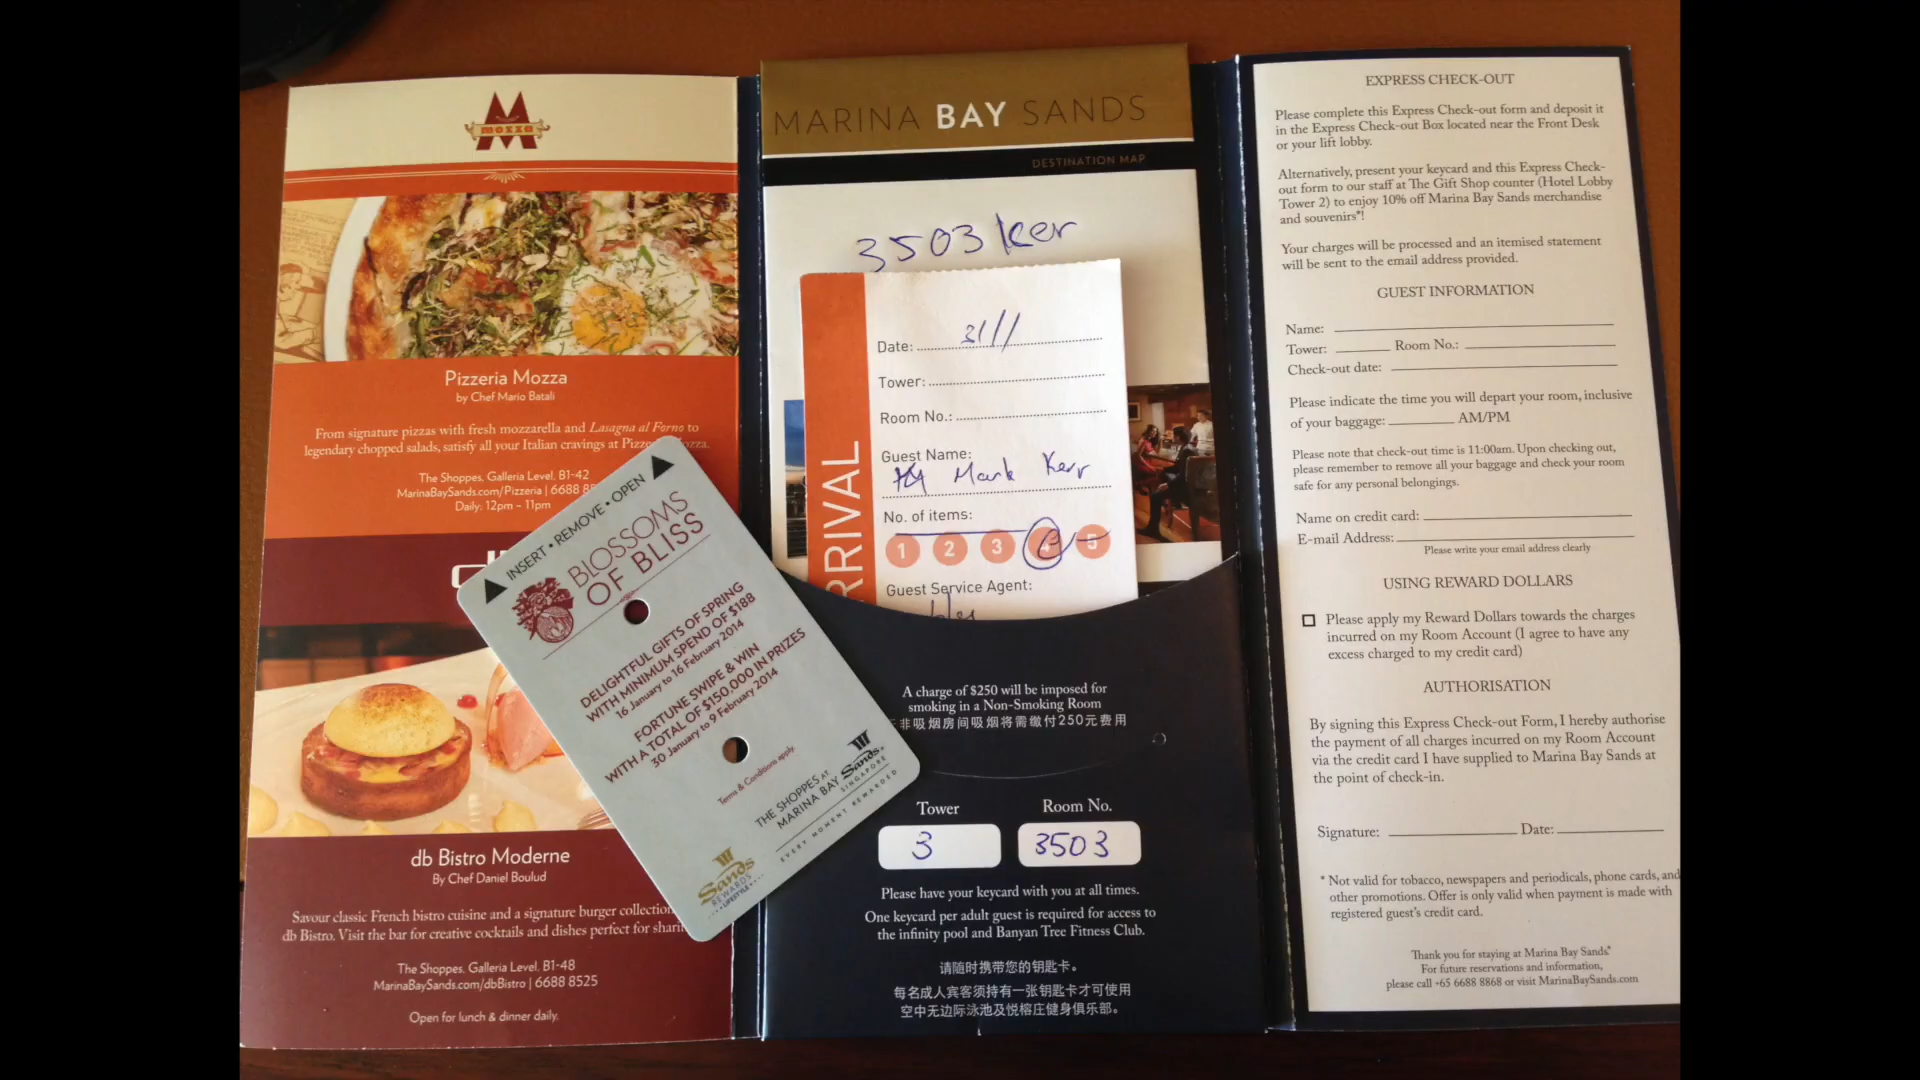 M
mozza
Pizzeria Mozza
by Chef Mario Batali
From signature pizzas with fresh mozzarella and Lasagna al Forno to
legendary chopped salads, satisfy all your Italian cravings at Mozza.
The Shoppes, Galleria Level, B1-42
MarinaBaySands.com/Pizzeria | 6688
Daily: 12pm – 11pm
db Bistro Moderne
By Chef Daniel Boulud
Savour classic French bistro cuisine and a signature burger
db Bistro. Visit the bar for creative cocktails and dishes perfect for
The Shoppes, Galleria Level, B1-48
MarinaBaySands.com/dbBistro | 6688 8525
Open for lunch & dinner daily.
INSERT • REMOVE • OPEN
BLOSSOMS
OF BLISS
DELIGHTFUL GIFTS OF SPRING
WITH MINIMUM SPEND OF $188
16 January to 16 February 2014
FORTUNE SWIPE & WIN
WITH A TOTAL OF $150,000 IN PRIZES
30 January to 9 February 2014
Terms & Conditions apply.
THE SHOPPES AT
MARINA BAY Sands
SINGAPORE
EVERY MOMENT REWARDED
Sands
REWARDS
LIFESTYLE
MARINA BAY SANDS
DESTINATION MAP
3503 Ker
RRIVAL
Date: 31/1
Tower:
Room No.:
Guest Name:
Mark Kerr
No. of items:
1 2 3 4 5
Guest Service Agent:
A charge of $250 will be imposed for
smoking in a Non-Smoking Room
非吸烟房间吸烟将需缴付250元费用
Tower Room No.
3 3503
Please have your keycard with you at all times.
One keycard per adult guest is required for access to
the infinity pool and Banyan Tree Fitness Club.
请随时携带您的钥匙卡。
每名成人宾客须持有一张钥匙卡才可使用
空中无边际泳池及悦榕庄健身俱乐部。
EXPRESS CHECK-OUT
Please complete this Express Check-out form and deposit it
in the Express Check-out Box located near the Front Desk
or your lift lobby.
Alternatively, present your keycard and this Express Check-
out form to our staff at The Gift Shop counter (Hotel Lobby
Tower 2) to enjoy 10% off Marina Bay Sands merchandise
and souvenirs*!
Your charges will be processed and an itemised statement
will be sent to the email address provided.
GUEST INFORMATION
Name:
Tower: Room No.:
Check-out date:
Please indicate the time you will depart your room, inclusive
of your baggage: AM/PM
Please note that check-out time is 11:00am. Upon checking out,
please remember to remove all your baggage and check your room
safe for any personal belongings.
Name on credit card:
E-mail Address:
Please write your email address clearly
USING REWARD DOLLARS
Please apply my Reward Dollars towards the charges
incurred on my Room Account (I agree to have any
excess charged to my credit card)
AUTHORISATION
By signing this Express Check-out Form, I hereby authorise
the payment of all charges incurred on my Room Account
via the credit card I have supplied to Marina Bay Sands at
the point of check-in.
Signature: Date:
* Not valid for tobacco, newspapers and periodicals, phone cards, and
other promotions. Offer is only valid when payment is made with
registered guest's credit card.
Thank you for staying at Marina Bay Sands.
For future reservations and information,
please call +65 6688 8868 or visit MarinaBaySands.com